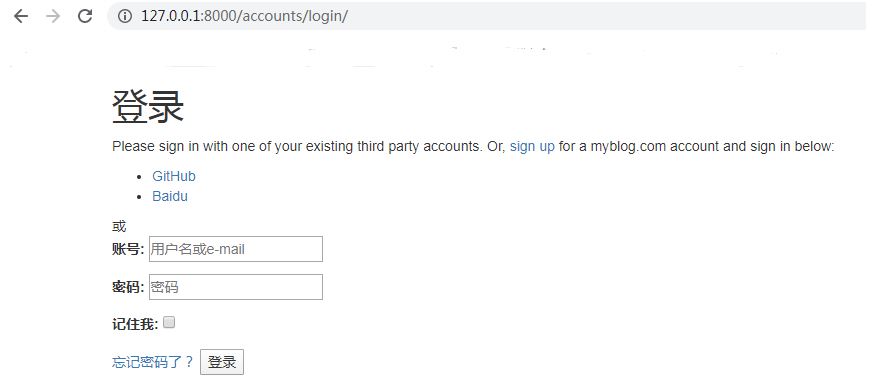 127.0.0.1:8000/accounts/login/
登录
Please sign in with one of your existing third party accounts. Or, sign up for a myblog.com account and sign in below:
GitHub
Baidu
或
账号: 用户名或e-mail
密码: 密码
记住我:
忘记密码了？ 登录